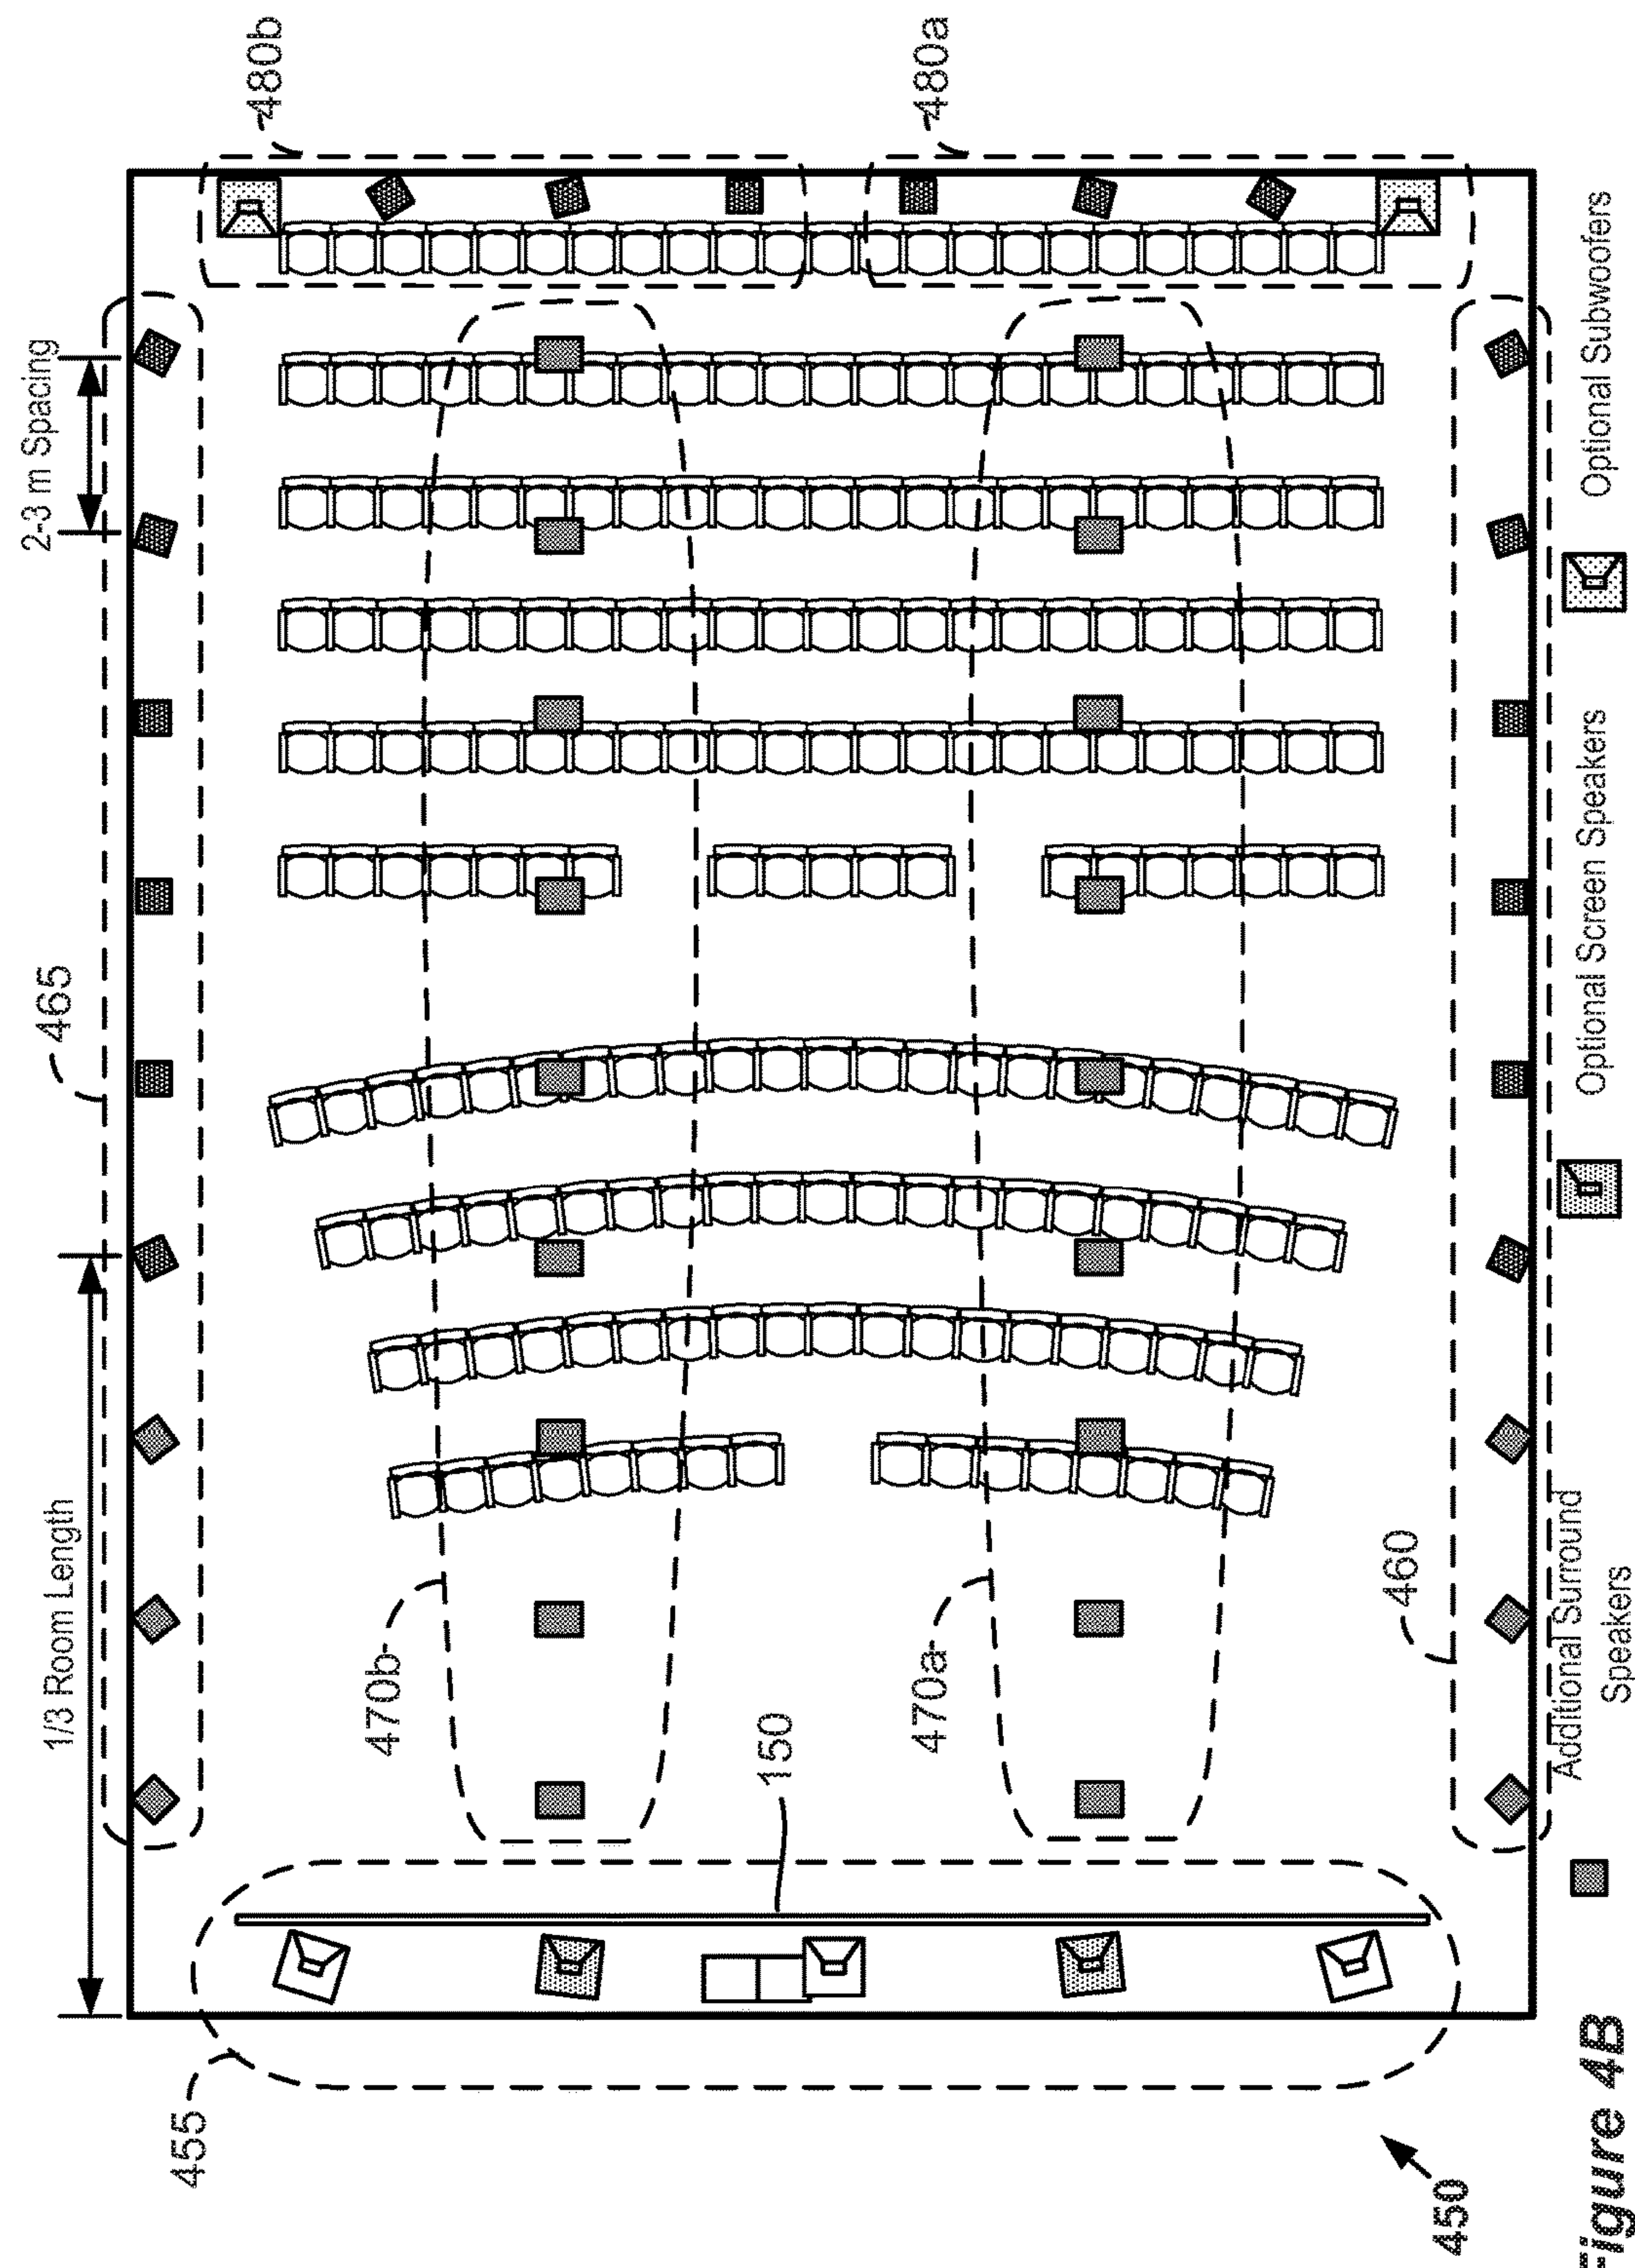 480b
480a
2-3 m Spacing
465
1/3 Room Length
470b
470a
150
460
455
450
Additional Surround
Speakers
Optional Screen Speakers
Optional Subwoofers
Figure 4B